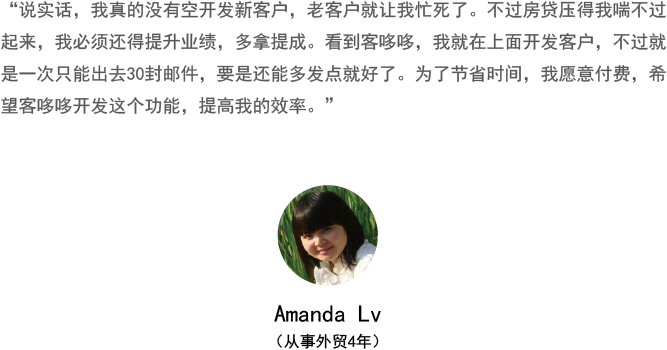 “说实话，我真的没有空开发新客户，老客户就让我忙死了。不过房贷压得我喘不过
起来，我必须还得提升业绩，多拿提成。看到客哆哆，我就在上面开发客户，不过就
是一次只能出去30封邮件，要是还能多发点就好了。为了节省时间，我愿意付费，希
望客哆哆开发这个功能，提高我的效率。”
Amanda Lv
（从事外贸4年）